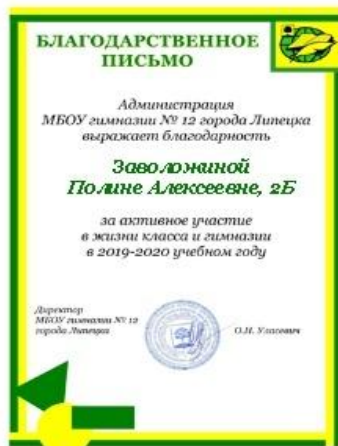 БЛАГОДАРСТВЕННОЕ
ПИСЬМО
Администрация
МБОУ гимназии № 12 города Липецка
выражает благодарность
Заволожиной
Полине Алексеевне, 2Б
за активное участие
в жизни класса и гимназии
в 2019-2020 учебном году
Директор
МБОУ гимназии № 12
города Липецка
О.Н. Уласевич